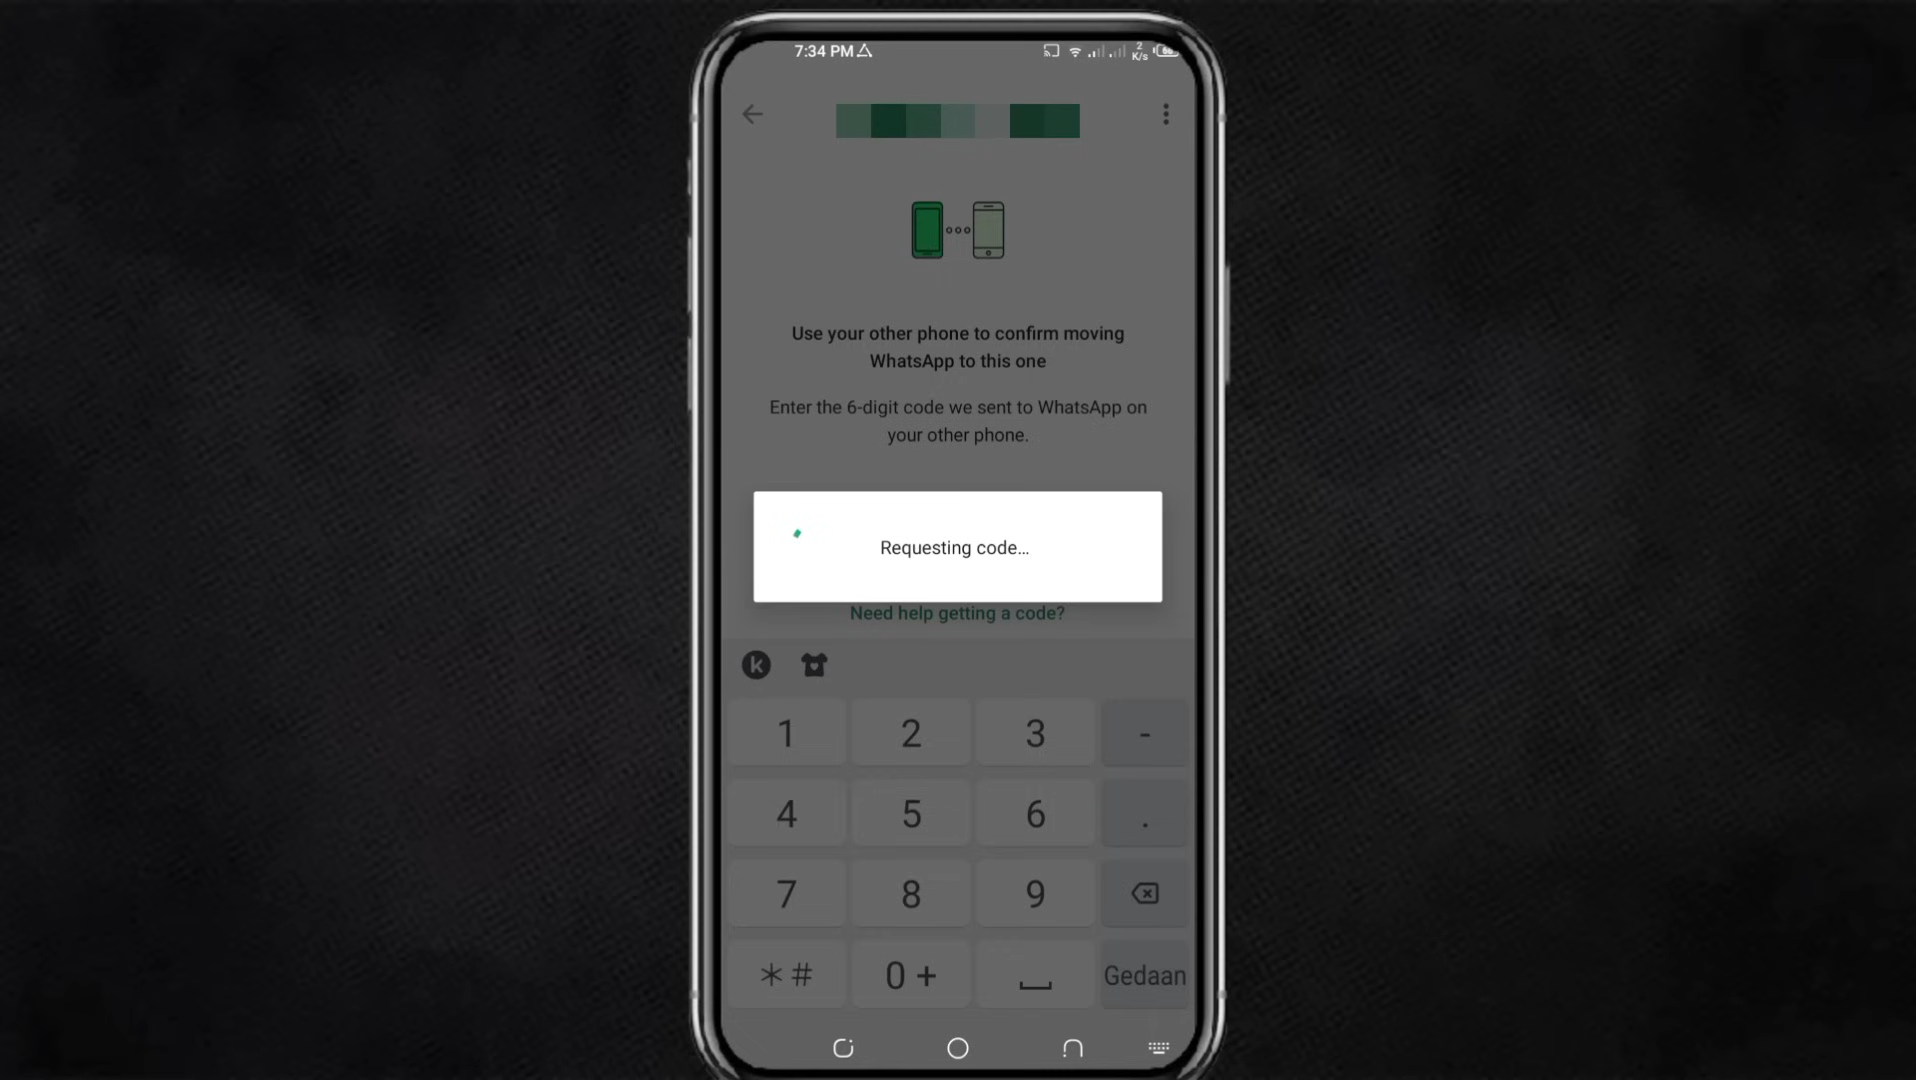 7:34 PM
2
K/s
66
Use your other phone to confirm moving
WhatsApp to this one
Enter the 6-digit code we sent to WhatsApp on
your other phone.
Requesting code...
Need help getting a code?
k
1 2 3 -
4 5 6 .
7 8 9
*# 0 +
Gedaan